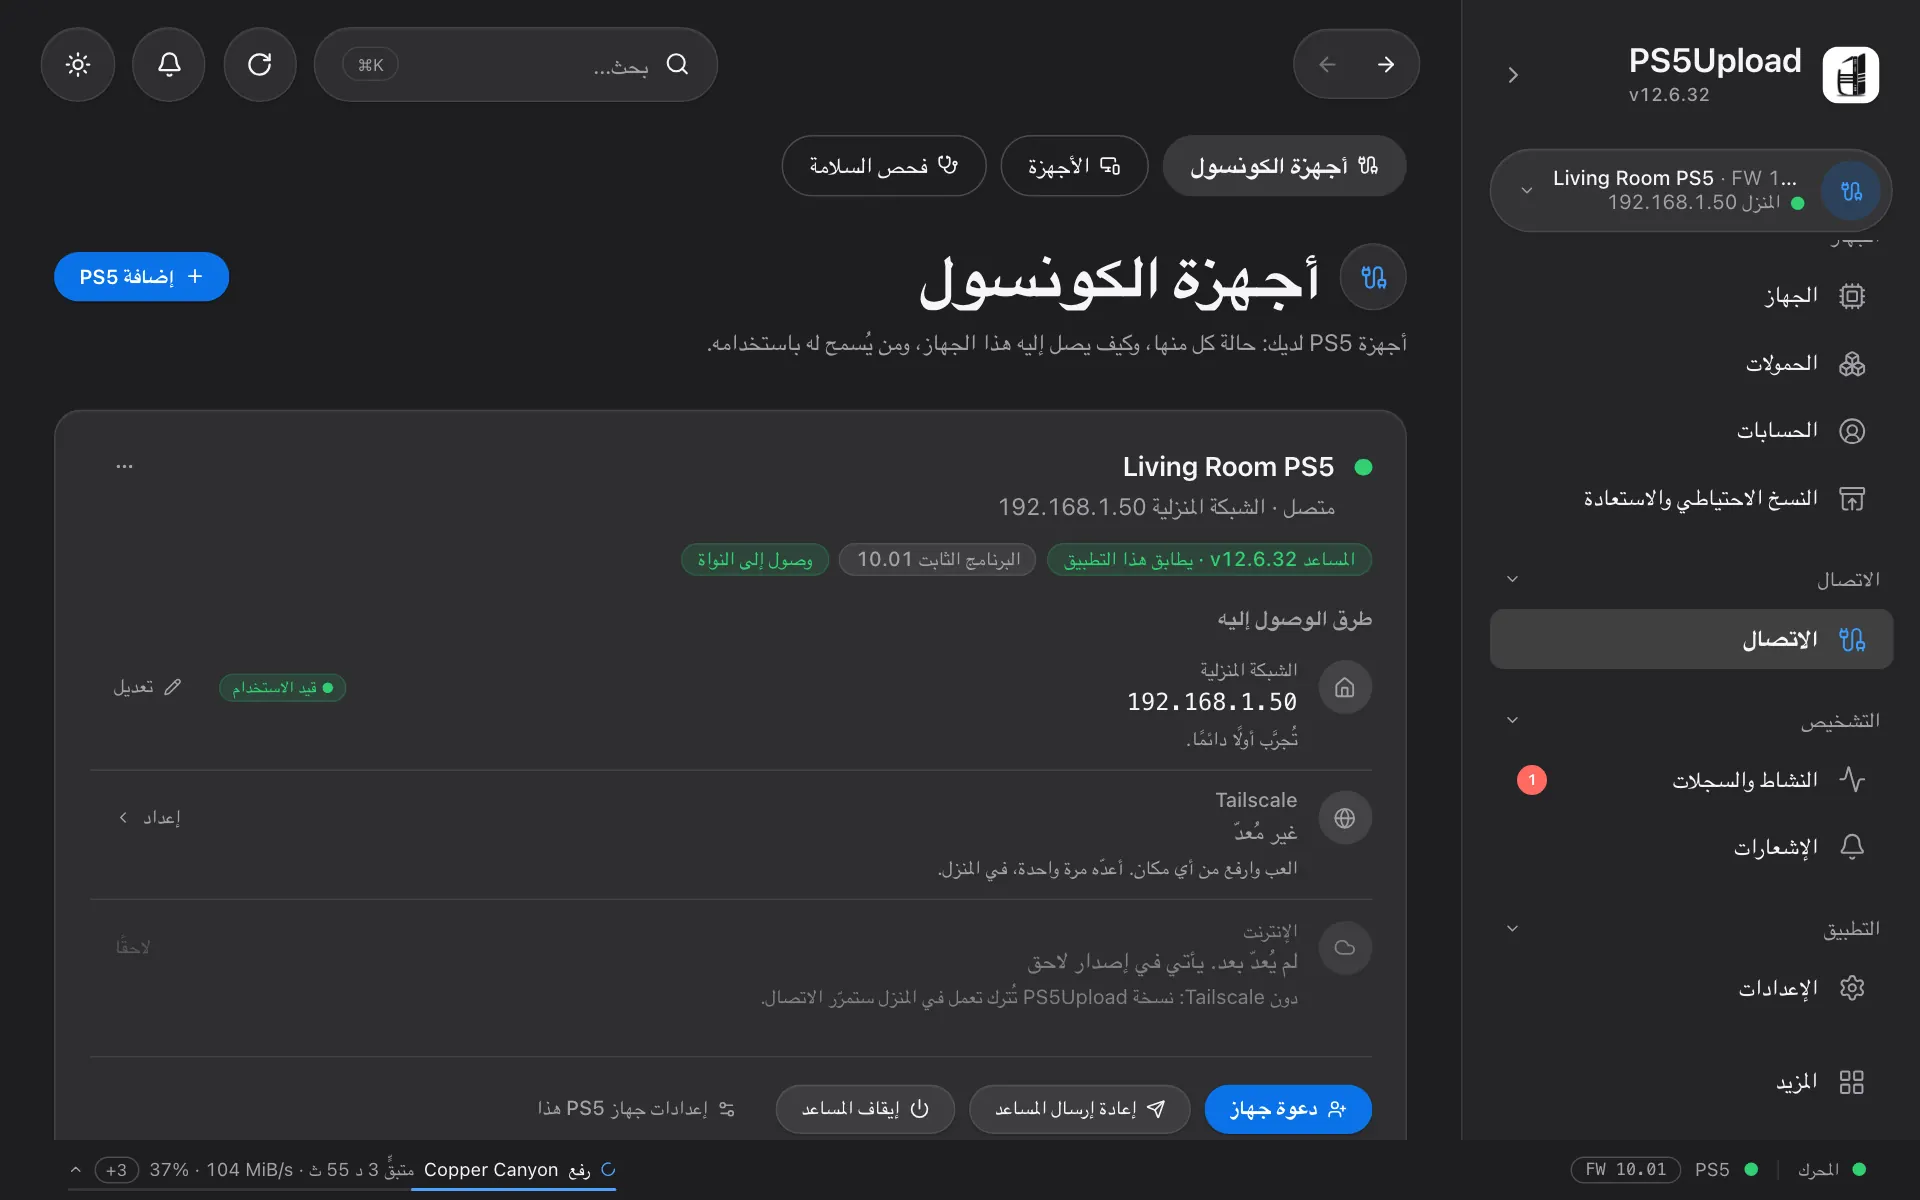 PS5Upload
v12.6.32
Living Room PS5 · FW 1...
المنزل 192.168.1.50
الجهاز
الحمولات
الحسابات
النسخ الاحتياطي والاستعادة
الاتصال
الاتصال
التشخيص
النشاط والسجلات
1
الإشعارات
التطبيق
الإعدادات
المزيد
بحث...
⌘K
أجهزة الكونسول
الأجهزة
فحص السلامة
أجهزة الكونسول
إضافة PS5
أجهزة PS5 لديك: حالة كل منها، وكيف يصل إليه هذا الجهاز، ومن يُسمح له باستخدامه.
Living Room PS5
...
متصل · الشبكة المنزلية 192.168.1.50
المساعد v12.6.32 · يطابق هذا التطبيق
البرنامج الثابت 10.01
وصول إلى النواة
طرق الوصول إليه
الشبكة المنزلية
192.168.1.50
تُجرَّب أولًا دائمًا.
قيد الاستخدام
تعديل
Tailscale
غير مُعدّ
العب وارفع من أي مكان. أعدّه مرة واحدة، في المنزل.
إعداد
الإنترنت
لم يُعدّ بعد. يأتي في إصدار لاحق
دون Tailscale: نسخة PS5Upload تُترك تعمل في المنزل ستمرّر الاتصال.
لاحقًا
دعوة جهاز
إعادة إرسال المساعد
إيقاف المساعد
إعدادات جهاز PS5 هذا
المحرك
PS5
FW 10.01
رفع Copper Canyon
37% · 104 MiB/s · متبقٍّ 3 د 55 ث
+3